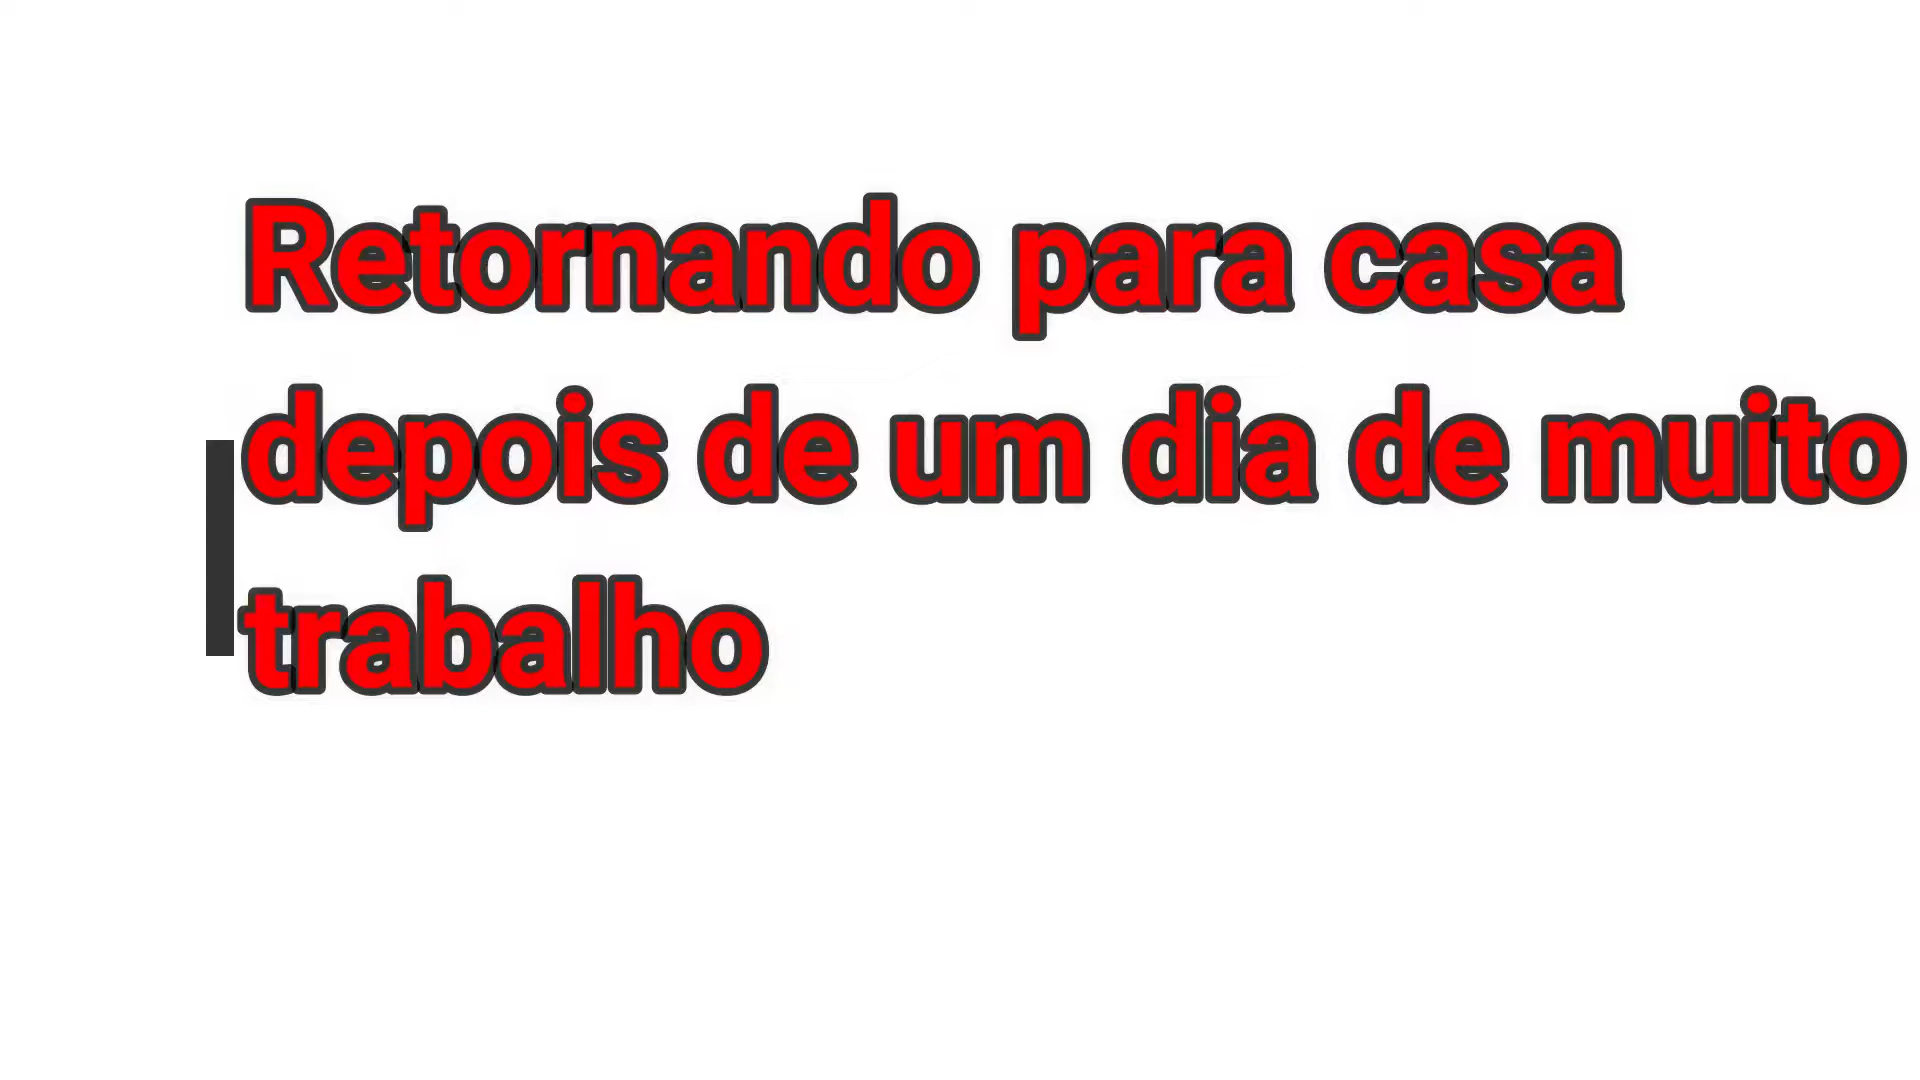 Retornando para casa
depois de um dia de muito
trabalho